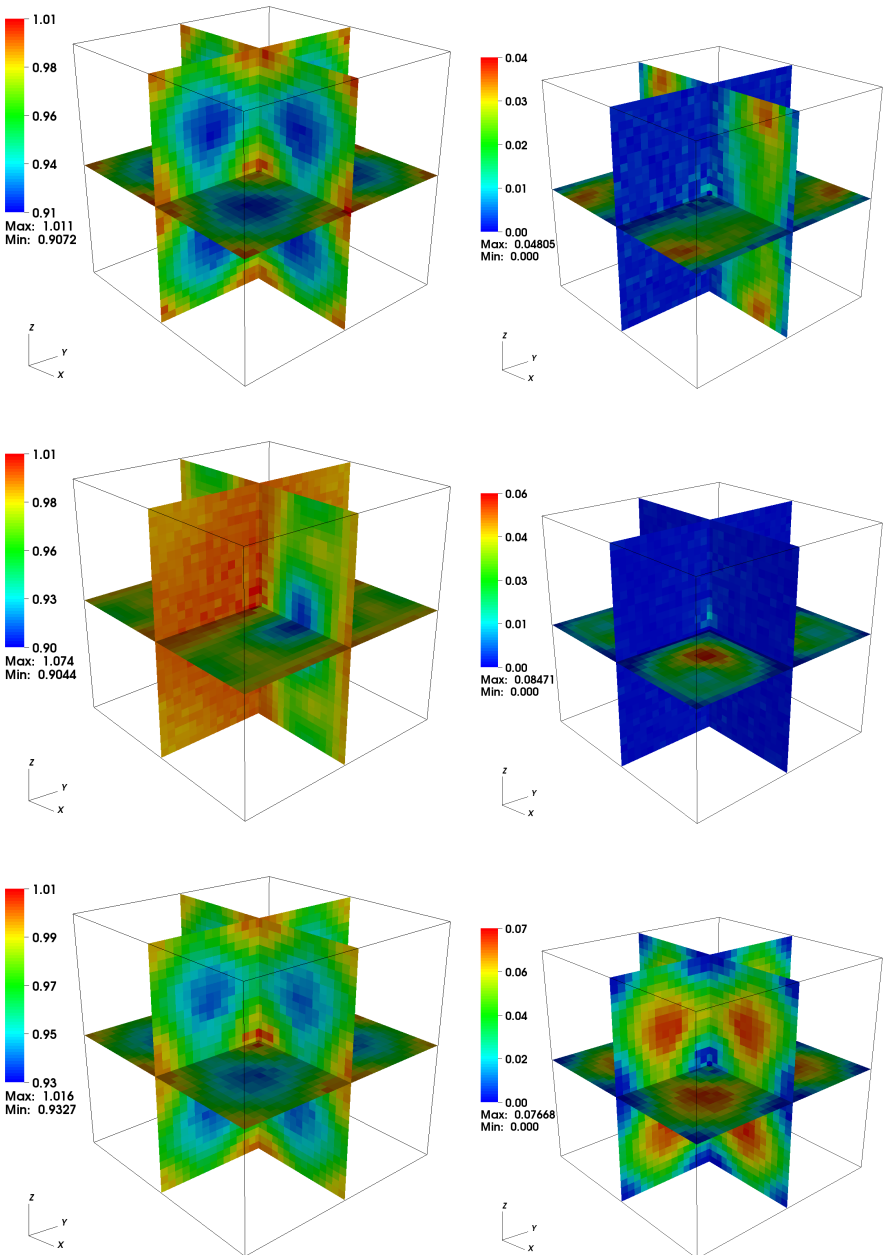 1.01
0.98
0.96
0.94
0.91
Max: 1.011
Min: 0.9072
Z
Y
X
0.04
0.03
0.02
0.01
0.00
Max: 0.04805
Min: 0.000
Z
Y
X
1.01
0.98
0.96
0.93
0.90
Max: 1.074
Min: 0.9044
Z
Y
X
0.06
0.04
0.03
0.01
0.00
Max: 0.08471
Min: 0.000
Z
Y
X
1.01
0.99
0.97
0.95
0.93
Max: 1.016
Min: 0.9327
Z
Y
X
0.07
0.06
0.04
0.02
0.00
Max: 0.07668
Min: 0.000
Z
Y
X